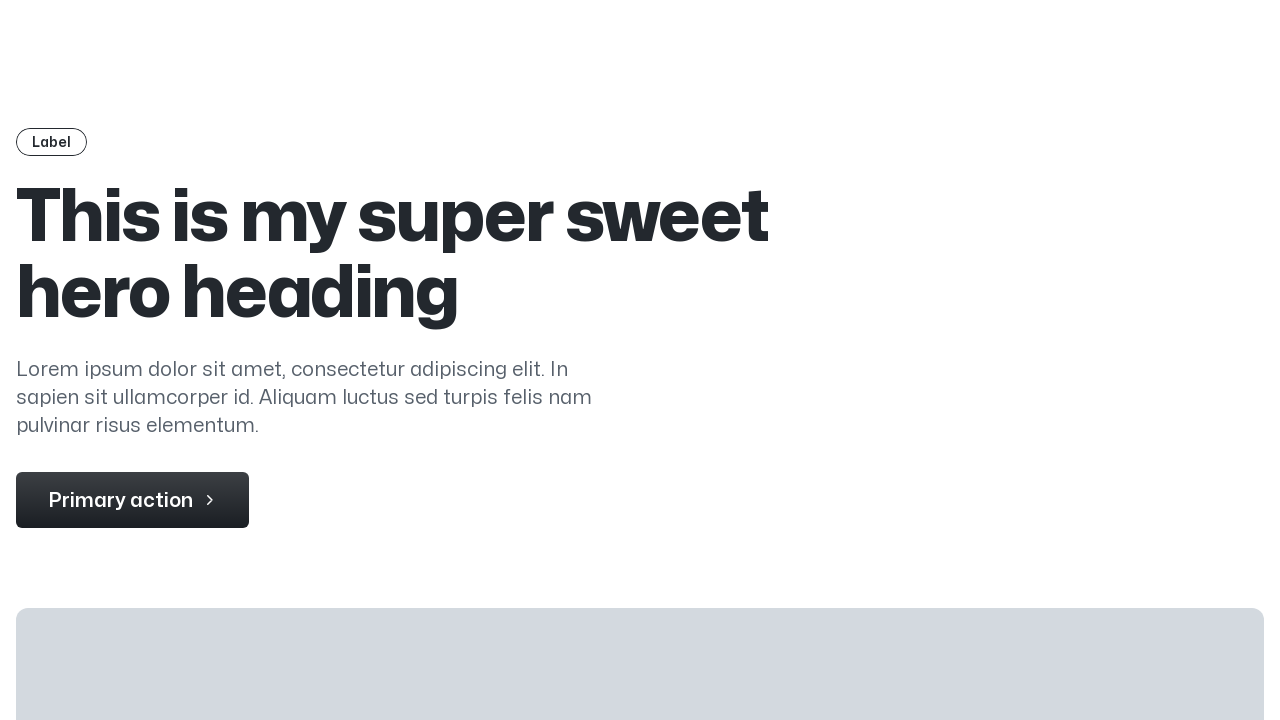 Label
This is my super sweet
hero heading
Lorem ipsum dolor sit amet, consectetur adipiscing elit. In
sapien sit ullamcorper id. Aliquam luctus sed turpis felis nam
pulvinar risus elementum.
Primary action